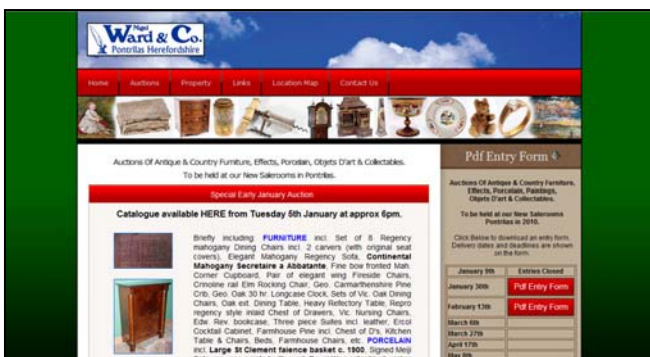 Nigel
Ward & Co.
Pontrilas Herefordshire
Home Auctions Property Links Location Map Contact Us
Auctions Of Antique & Country Furniture, Effects, Porcelain, Objets D'art & Collectables.
To be held at our New Salerooms in Pontrilas.
Special Early January Auction
Catalogue available HERE from Tuesday 5th January at approx 6pm.
Briefly including: FURNITURE incl. Set of 8 Regency
mahogany Dining Chairs incl. 2 carvers (with original seat
covers), Elegant Mahogany Regency Sofa, Continental
Mahogany Secretaire a Abbatante, Fine bow fronted Mah.
Corner Cupboard, Pair of elegant wing Fireside Chairs,
Crinoline rail Elm Rocking Chair, Geo. Carmarthenshire Pine
Crib, Geo. Oak 30 hr. Longcase Clock, Sets of Vic. Oak Dining
Chairs, Oak ext. Dining Table, Heavy Refectory Table, Repro
regency style inlaid Chest of Drawers, Vic. Nursing Chairs,
Edw. Rev. bookcase, Three piece Suites incl. leather, Ercol
Cocktail Cabinet, Farmhouse Pine incl. Chest of D's, Kitchen
Table & Chairs, Beds, Farmhouse Chairs, etc. PORCELAIN
incl. Large St Clement faience basket c. 1900, Signed Meiji
Pdf Entry Form
Auctions Of Antique & Country Furniture,
Effects, Porcelain, Paintings,
Objets D'art & Collectables.
To be held at our New Salerooms
Pontrilas in 2010.
Click Below to download an entry form.
Delivery dates and deadlines are shown
on the form.
January 9th Entries Closed
January 30th Pdf Entry Form
February 13th Pdf Entry Form
March 6th
March 27th
April 17th
May 8th